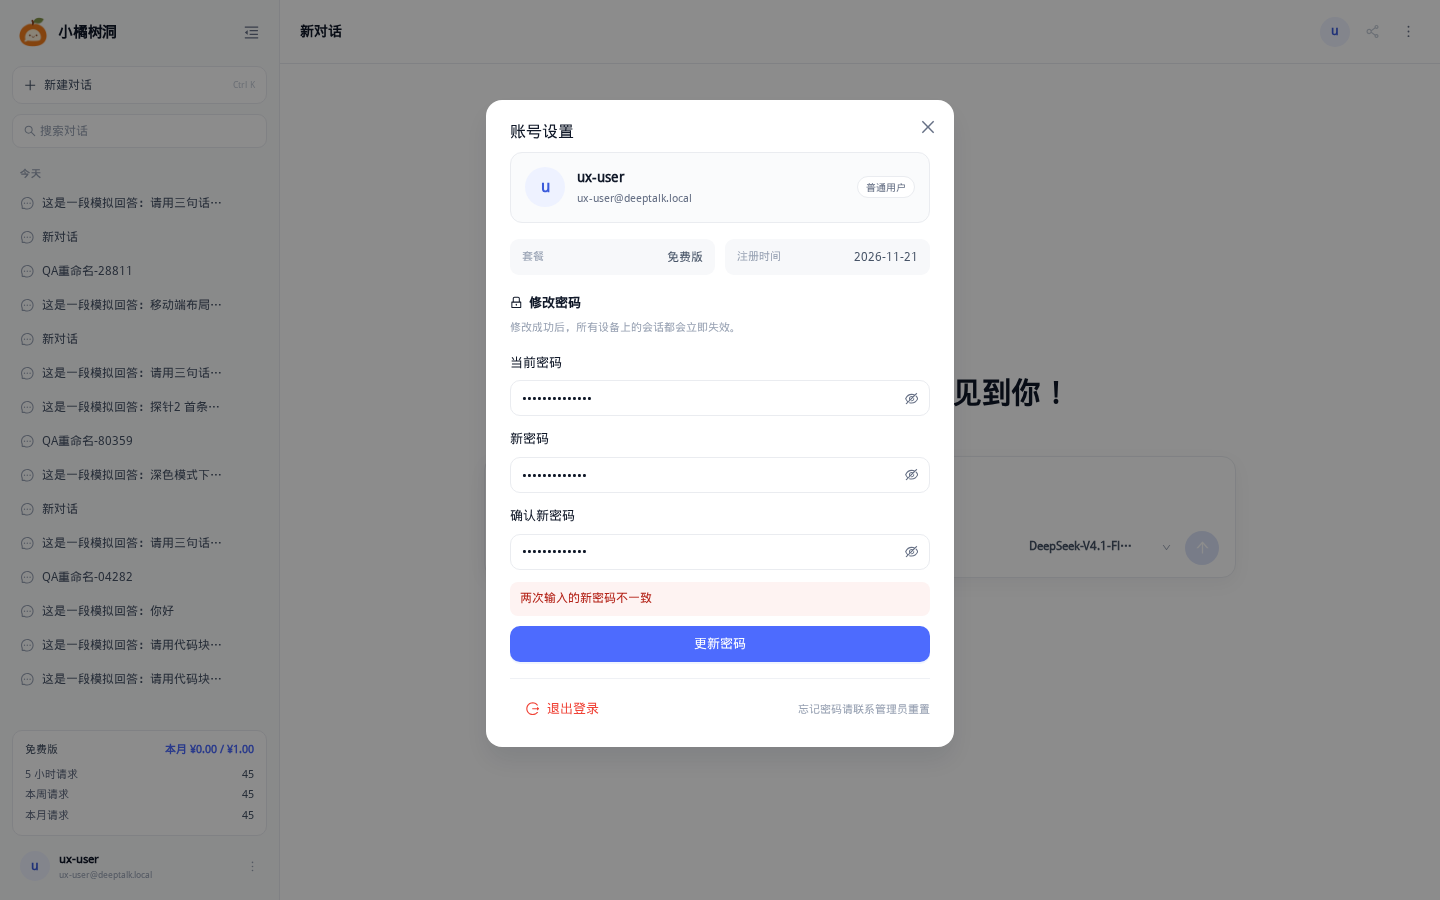 小橘树洞
新建对话
Ctrl K
搜索对话
今天
这是一段模拟回答：请用三句话…
新对话
QA重命名-28811
这是一段模拟回答：移动端布局…
新对话
这是一段模拟回答：请用三句话…
这是一段模拟回答：探针2 首条…
QA重命名-80359
这是一段模拟回答：深色模式下…
新对话
这是一段模拟回答：请用三句话…
QA重命名-04282
这是一段模拟回答：你好
这是一段模拟回答：请用代码块…
这是一段模拟回答：请用代码块…
免费版
本月 ¥0.00 / ¥1.00
5 小时请求
45
本周请求
45
本月请求
45
u
ux-user
ux-user@deeptalk.local
新对话
u
见到你！
DeepSeek-V4.1-Fl…
账号设置
u
ux-user
ux-user@deeptalk.local
普通用户
套餐
免费版
注册时间
2026-11-21
修改密码
修改成功后，所有设备上的会话都会立即失效。
当前密码
••••••••••••••
新密码
•••••••••••••
确认新密码
•••••••••••••
两次输入的新密码不一致
更新密码
退出登录
忘记密码请联系管理员重置